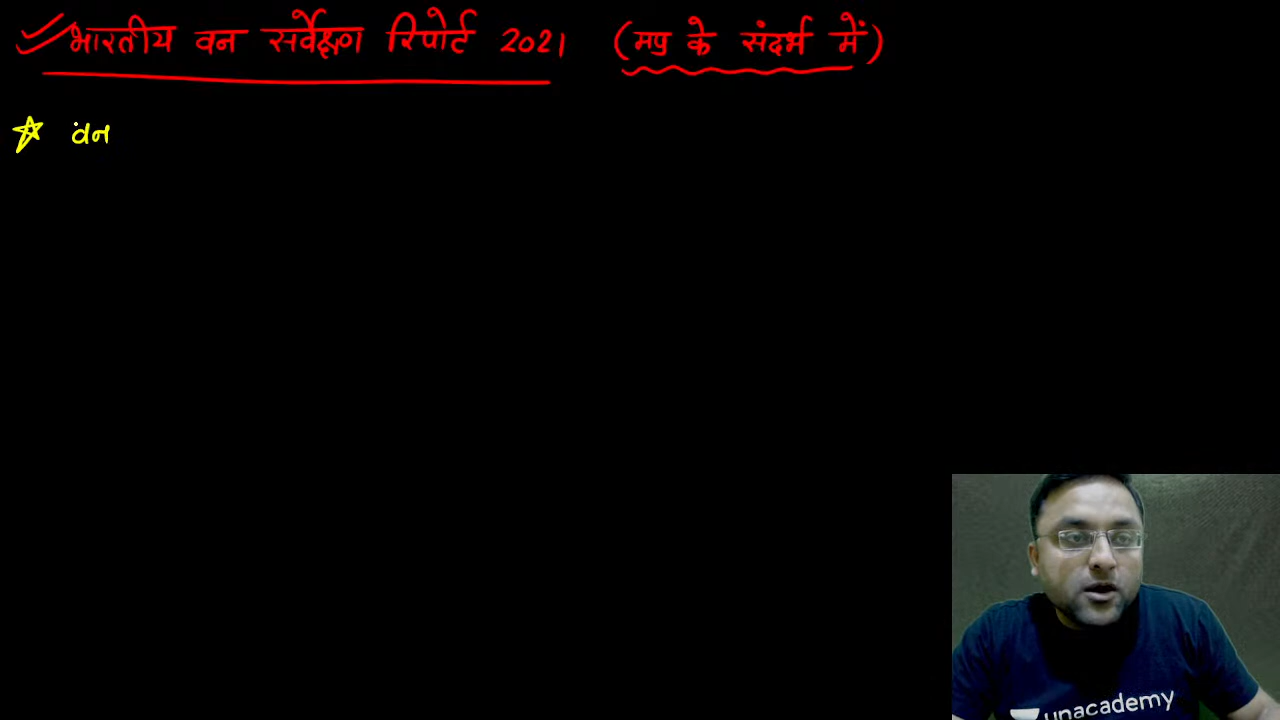 भारतीय वन सर्वेक्षण रिपोर्ट 2021 (मप्र के संदर्भ में)
वन
unacademy